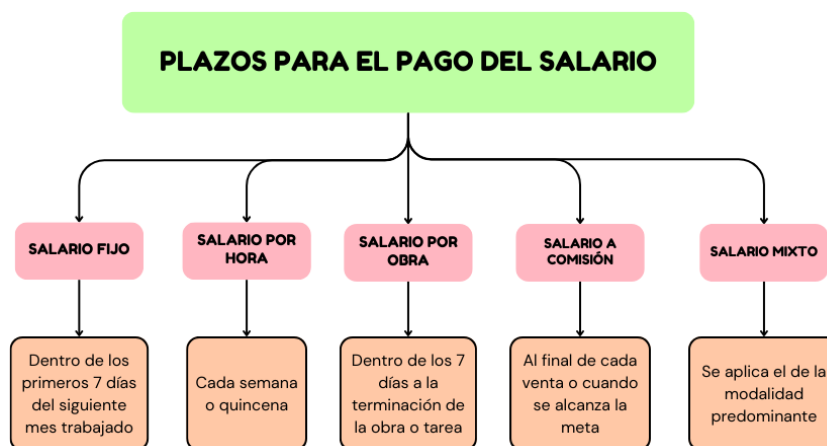 PLAZOS PARA EL PAGO DEL SALARIO
SALARIO FIJO
SALARIO POR
HORA
SALARIO POR
OBRA
SALARIO A
COMISIÓN
SALARIO MIXTO
Dentro de los
primeros 7 días
del siguiente
mes trabajado
Cada semana
o quincena
Dentro de los 7
días a la
terminación de
la obra o tarea
Al final de cada
venta o cuando
se alcanza la
meta
Se aplica el de la
modalidad
predominante